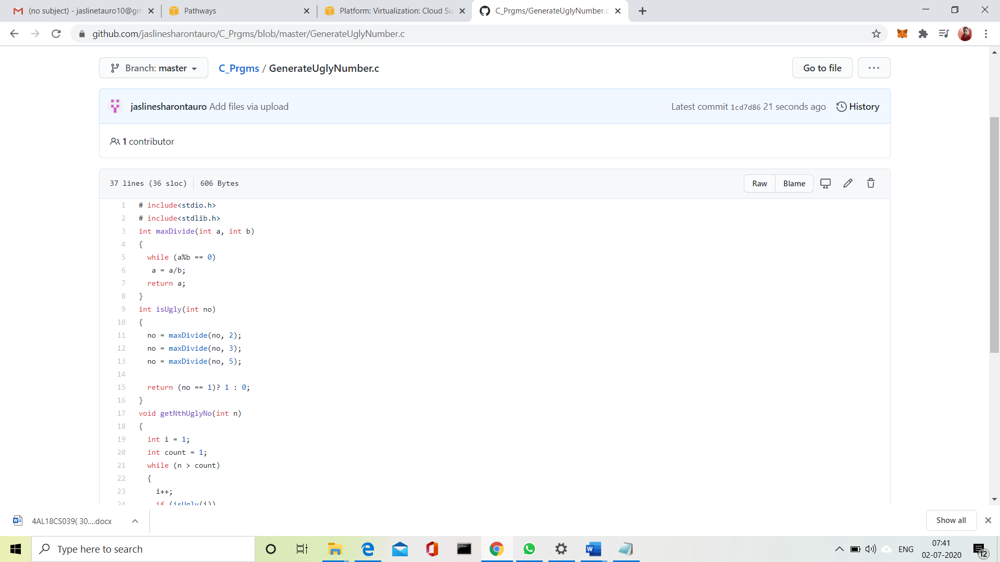 (no subject) - jaslinetauro10@gm
Pathways
Platform: Virtualization: Cloud Su
C_Prgms/GenerateUglyNumber.c
github.com/jaslinesharontauro/C_Prgms/blob/master/GenerateUglyNumber.c
Branch: master
C_Prgms / GenerateUglyNumber.c
Go to file
...
jaslinesharontauro Add files via upload
Latest commit 1cd7d86 21 seconds ago
History
1 contributor
37 lines (36 sloc)
606 Bytes
Raw
Blame
1 # include<stdio.h>
2 # include<stdlib.h>
3 int maxDivide(int a, int b)
4 {
5 while (a%b == 0)
6 a = a/b;
7 return a;
8 }
9 int isUgly(int no)
10 {
11 no = maxDivide(no, 2);
12 no = maxDivide(no, 3);
13 no = maxDivide(no, 5);
14
15 return (no == 1)? 1 : 0;
16 }
17 void getNthUglyNo(int n)
18 {
19 int i = 1;
20 int count = 1;
21 while (n > count)
22 {
23 i++;
24 if (isUgly(i))
4AL18CS039( 30....docx
Show all
Type here to search
ENG
07:41
02-07-2020
12